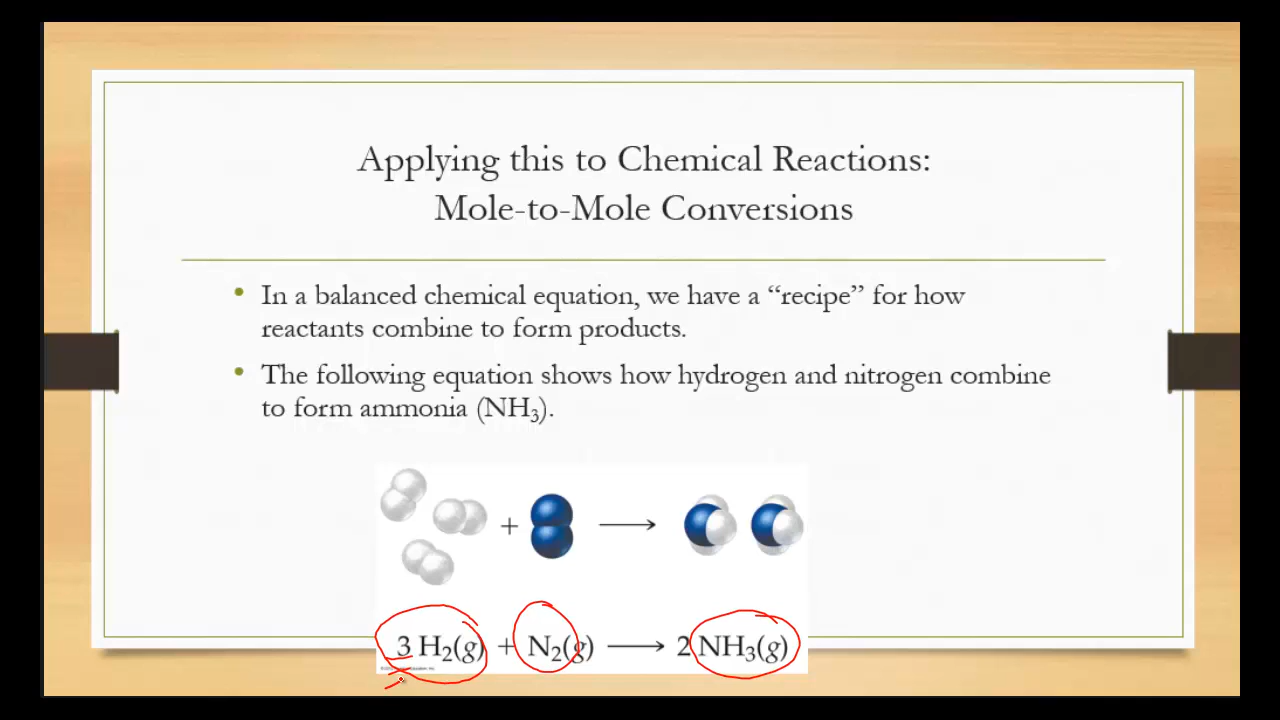 Applying this to Chemical Reactions:
Mole-to-Mole Conversions
• In a balanced chemical equation, we have a “recipe” for how
reactants combine to form products.
• The following equation shows how hydrogen and nitrogen combine
to form ammonia (NH₃).
+ ⟶
3 H₂(g) + N₂(g) ⟶ 2 NH₃(g)